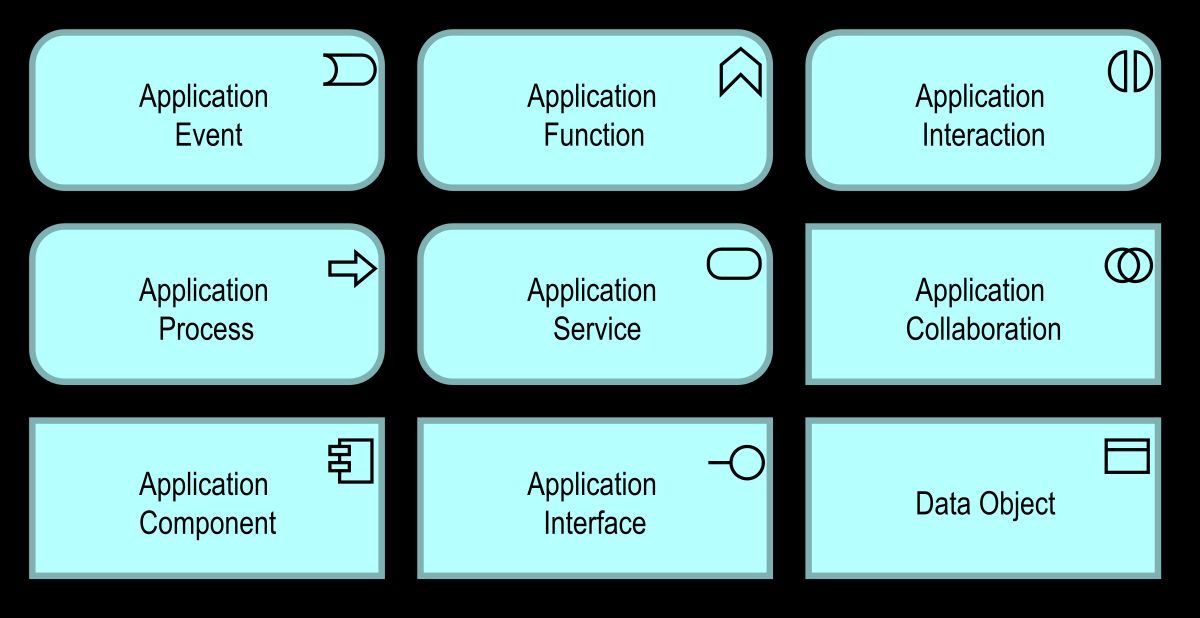 Application
Event
Application
Function
Application
Interaction
Application
Process
Application
Service
Application
Collaboration
Application
Component
Application
Interface
Data Object